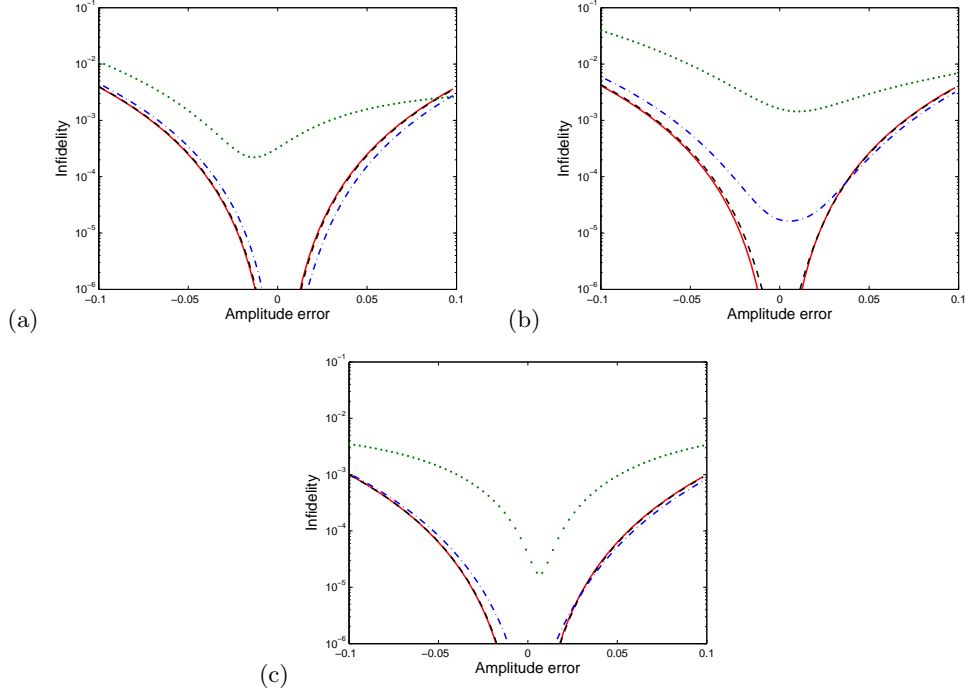 10⁻¹
10⁻²
10⁻³
10⁻⁴
10⁻⁵
10⁻⁶
Infidelity
−0.1 −0.05 0 0.05 0.1
Amplitude error
(a)
10⁻¹
10⁻²
10⁻³
10⁻⁴
10⁻⁵
10⁻⁶
Infidelity
−0.1 −0.05 0 0.05 0.1
Amplitude error
(b)
10⁻¹
10⁻²
10⁻³
10⁻⁴
10⁻⁵
10⁻⁶
Infidelity
−0.1 −0.05 0 0.05 0.1
Amplitude error
(c)